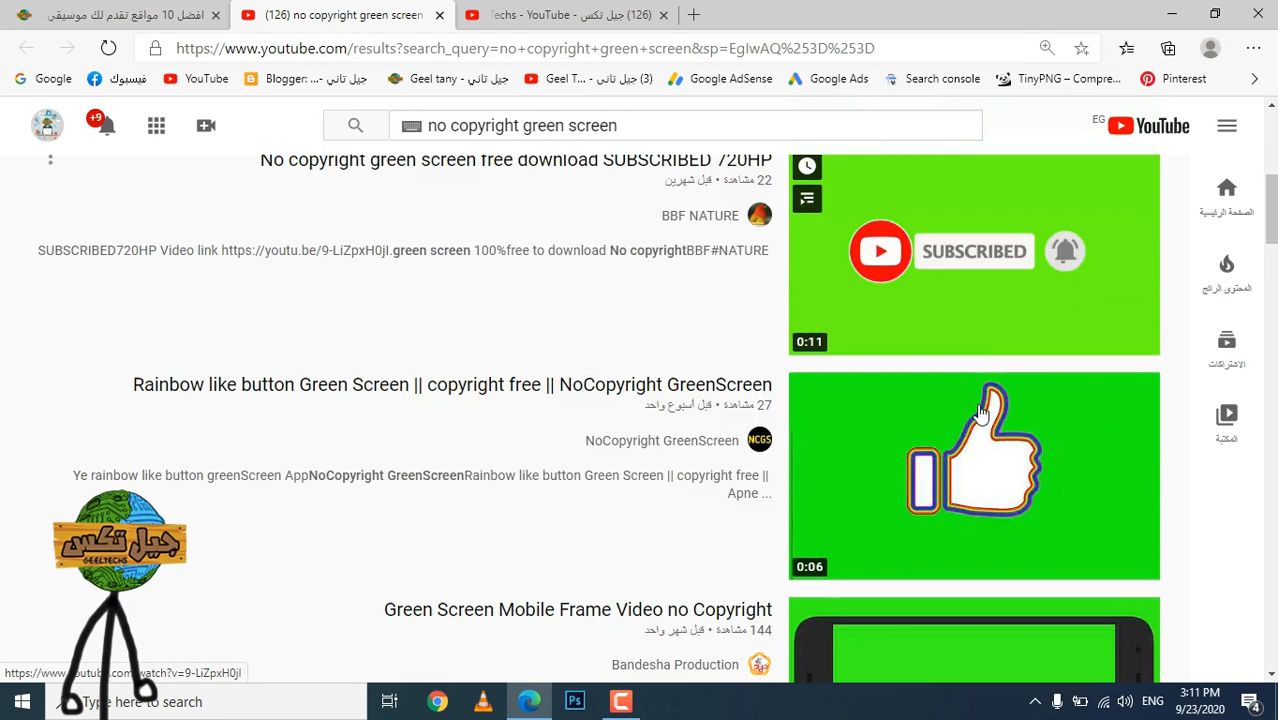 افضل 10 مواقع تقدم لك موسيقي
(126) no copyright green screen
(126) جيل تكس - Techs - YouTube
https://www.youtube.com/results?search_query=no+copyright+green+screen&sp=EgIwAQ%253D%253D
Google
فيسبوك
YouTube
Blogger: جيل تاني - ...
جيل تاني - Geel tany
(3) جيل تاني - Geel T...
Google AdSense
Google Ads
Search console
TinyPNG – Compre...
Pinterest
+9
no copyright green screen
EG
YouTube
No copyright green screen free download SUBSCRIBED 720HP
22 مشاهدة • قبل شهرين
BBF NATURE
SUBSCRIBED720HP Video link https://youtu.be/9-LiZpxH0jI.green screen 100%free to download No copyrightBBF#NATURE
SUBSCRIBED
0:11
الصفحة الرئيسية
المحتوى الرائج
الاشتراكات
المكتبة
Rainbow like button Green Screen || copyright free || NoCopyright GreenScreen
27 مشاهدة • قبل أسبوع واحد
NoCopyright GreenScreen
NCGS
Ye rainbow like button greenScreen AppNoCopyright GreenScreenRainbow like button Green Screen || copyright free ||
Apne ...
0:06
جيل تكس
GEELTECHS
Green Screen Mobile Frame Video no Copyright
144 مشاهدة • قبل شهر واحد
Bandesha Production
https://www.youtube.com/watch?v=9-LiZpxH0jI
Type here to search
Ps
ENG
3:11 PM
9/23/2020
4